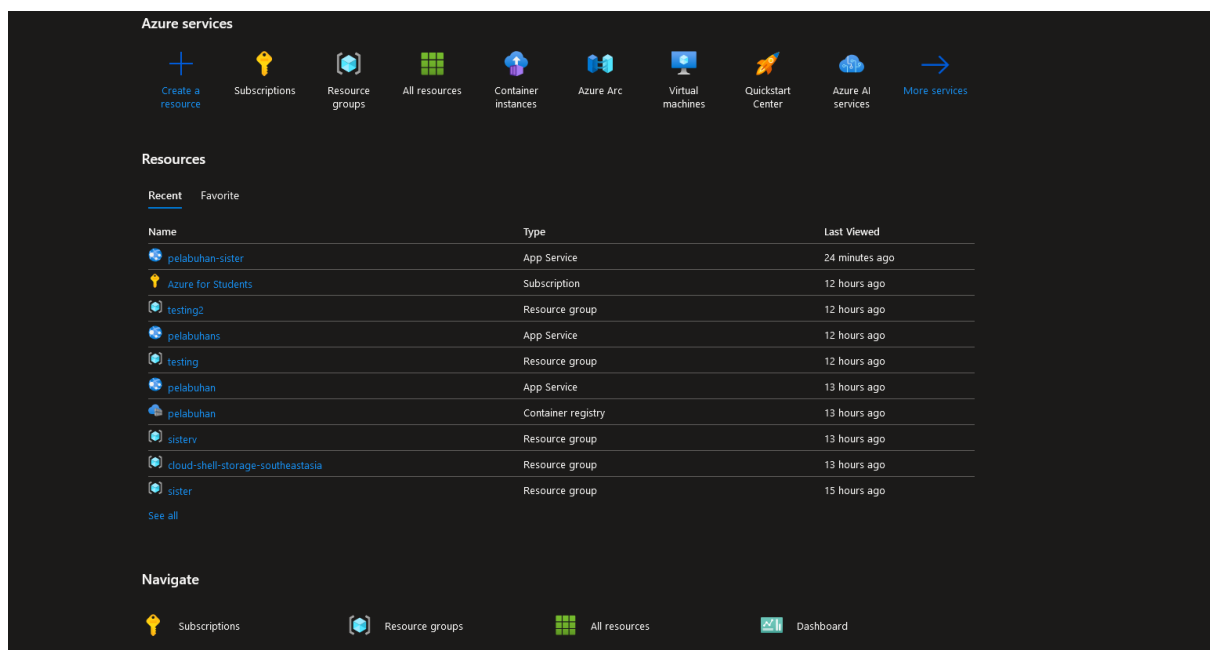 Azure services
Create a resource
Subscriptions
Resource groups
All resources
Container instances
Azure Arc
Virtual machines
Quickstart Center
Azure AI services
More services
Resources
Recent Favorite
Name Type Last Viewed
pelabuhan-sister App Service 24 minutes ago
Azure for Students Subscription 12 hours ago
testing2 Resource group 12 hours ago
pelabuhans App Service 12 hours ago
testing Resource group 12 hours ago
pelabuhan App Service 13 hours ago
pelabuhan Container registry 13 hours ago
sisterv Resource group 13 hours ago
cloud-shell-storage-southeastasia Resource group 13 hours ago
sister Resource group 15 hours ago
See all
Navigate
Subscriptions Resource groups All resources Dashboard